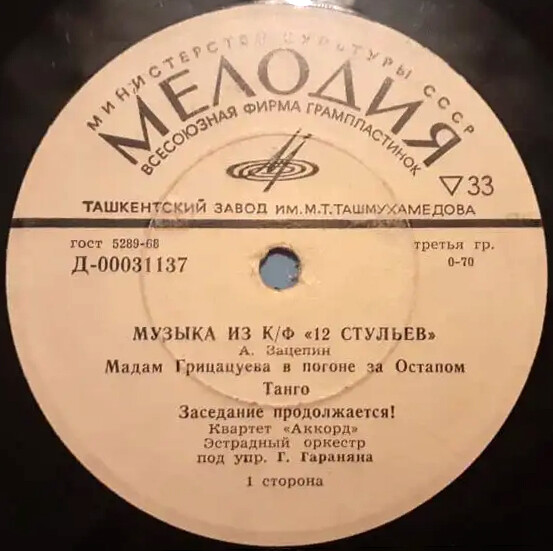 МИНИСТЕРСТВО КУЛЬТУРЫ СССР
МЕЛОДИЯ
ВСЕСОЮЗНАЯ ФИРМА ГРАМПЛАСТИНОК
▽33
ТАШКЕНТСКИЙ ЗАВОД ИМ. М.Т. ТАШМУХАМЕДОВА
ГОСТ 5289-68
третья гр.
Д-00031137
0-70
МУЗЫКА ИЗ К/Ф «12 СТУЛЬЕВ»
А. Зацепин
Мадам Грицацуева в погоне за Остапом
Танго
Заседание продолжается!
Квартет «Аккорд»
Эстрадный оркестр
под упр. Г. Гараняна
1 сторона